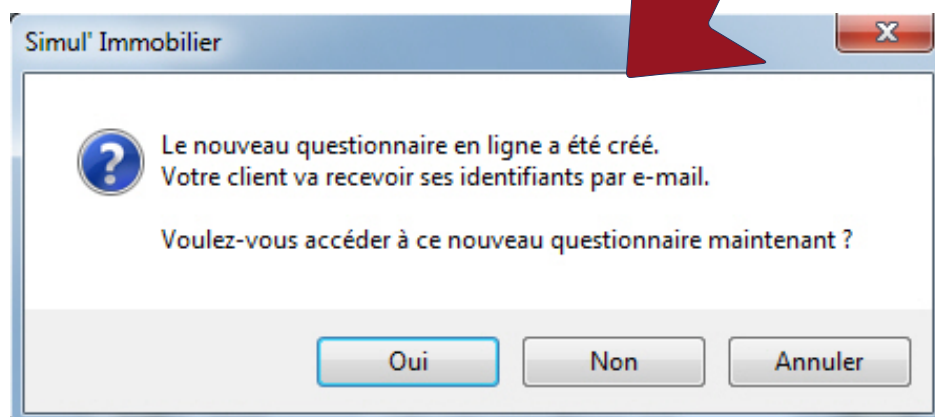 Simul' Immobilier
Le nouveau questionnaire en ligne a été créé.
Votre client va recevoir ses identifiants par e-mail.
Voulez-vous accéder à ce nouveau questionnaire maintenant ?
Oui
Non
Annuler